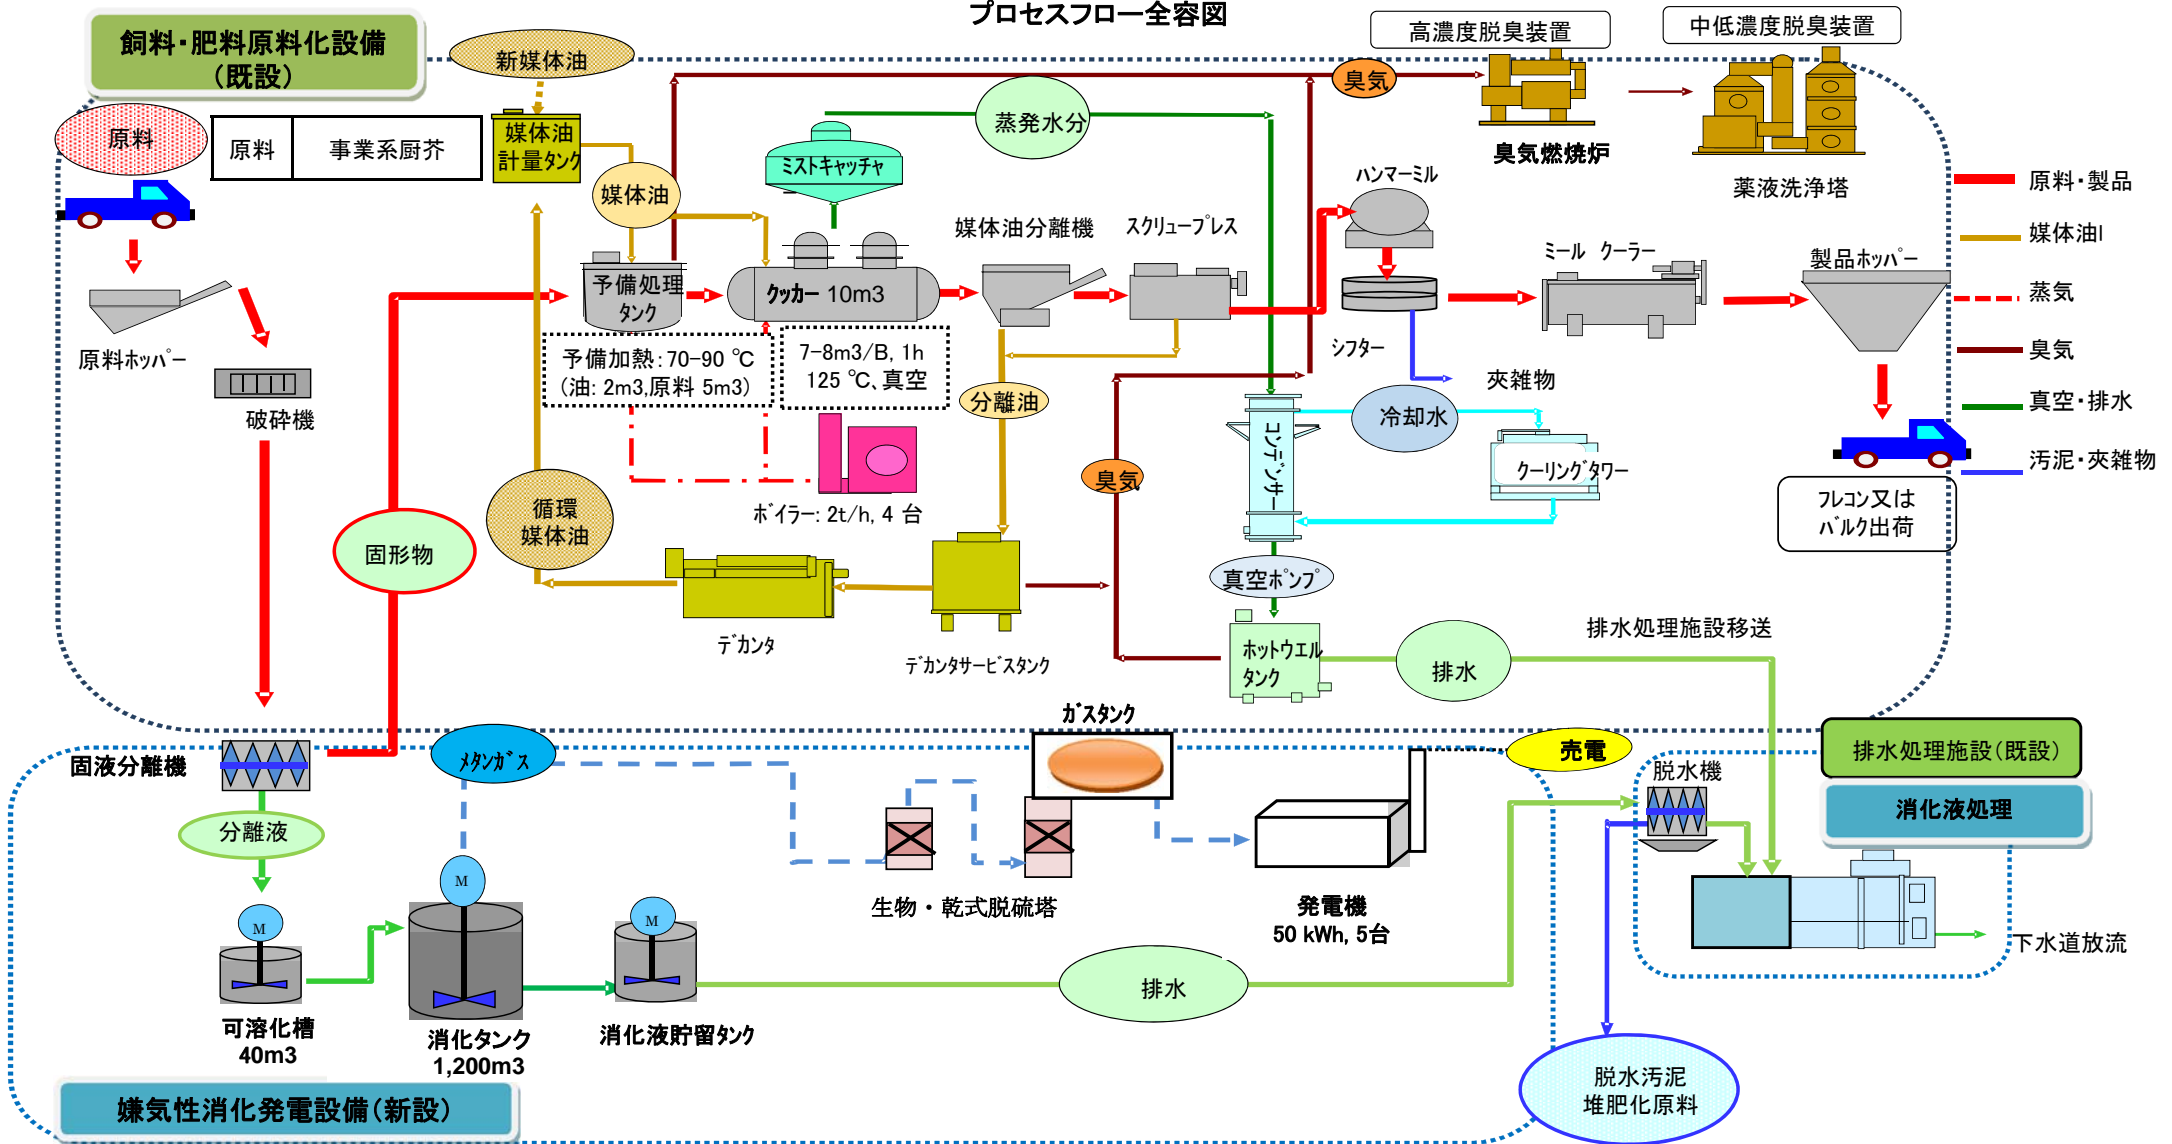 プロセスフロー全容図
飼料・肥料原料化設備
(既設)
新媒体油
高濃度脱臭装置
中低濃度脱臭装置
臭気
原料
原料
事業系厨芥
媒体油
計量タンク
蒸発水分
臭気燃焼炉
薬液洗浄塔
ミストキャッチャ
媒体油
ハンマーミル
原料・製品
媒体油l
蒸気
臭気
真空・排水
汚泥・夾雑物
媒体油分離機
スクリュープレス
ミール クーラー
製品ホッパー
予備処理
タンク
クッカー 10m3
原料ホッパー
予備加熱：70-90 ℃
(油: 2m3,原料 5m3)
7-8m3/B, 1h
125 ℃、真空
シフター
夾雑物
破砕機
分離油
冷却水
コンデンサー
クーリングタワー
臭気
ボイラー: 2t/h, 4 台
フレコン又は
バルク出荷
循環
媒体油
固形物
真空ポンプ
デカンタ
デカンタサービスタンク
ホットウエル
タンク
排水
排水処理施設移送
ガスタンク
固液分離機
メタンガス
売電
排水処理施設(既設)
脱水機
消化液処理
分離液
生物・乾式脱硫塔
発電機
50 kWh, 5台
M
M
M
下水道放流
排水
可溶化槽
40m3
消化タンク
1,200m3
消化液貯留タンク
脱水汚泥
堆肥化原料
嫌気性消化発電設備(新設)